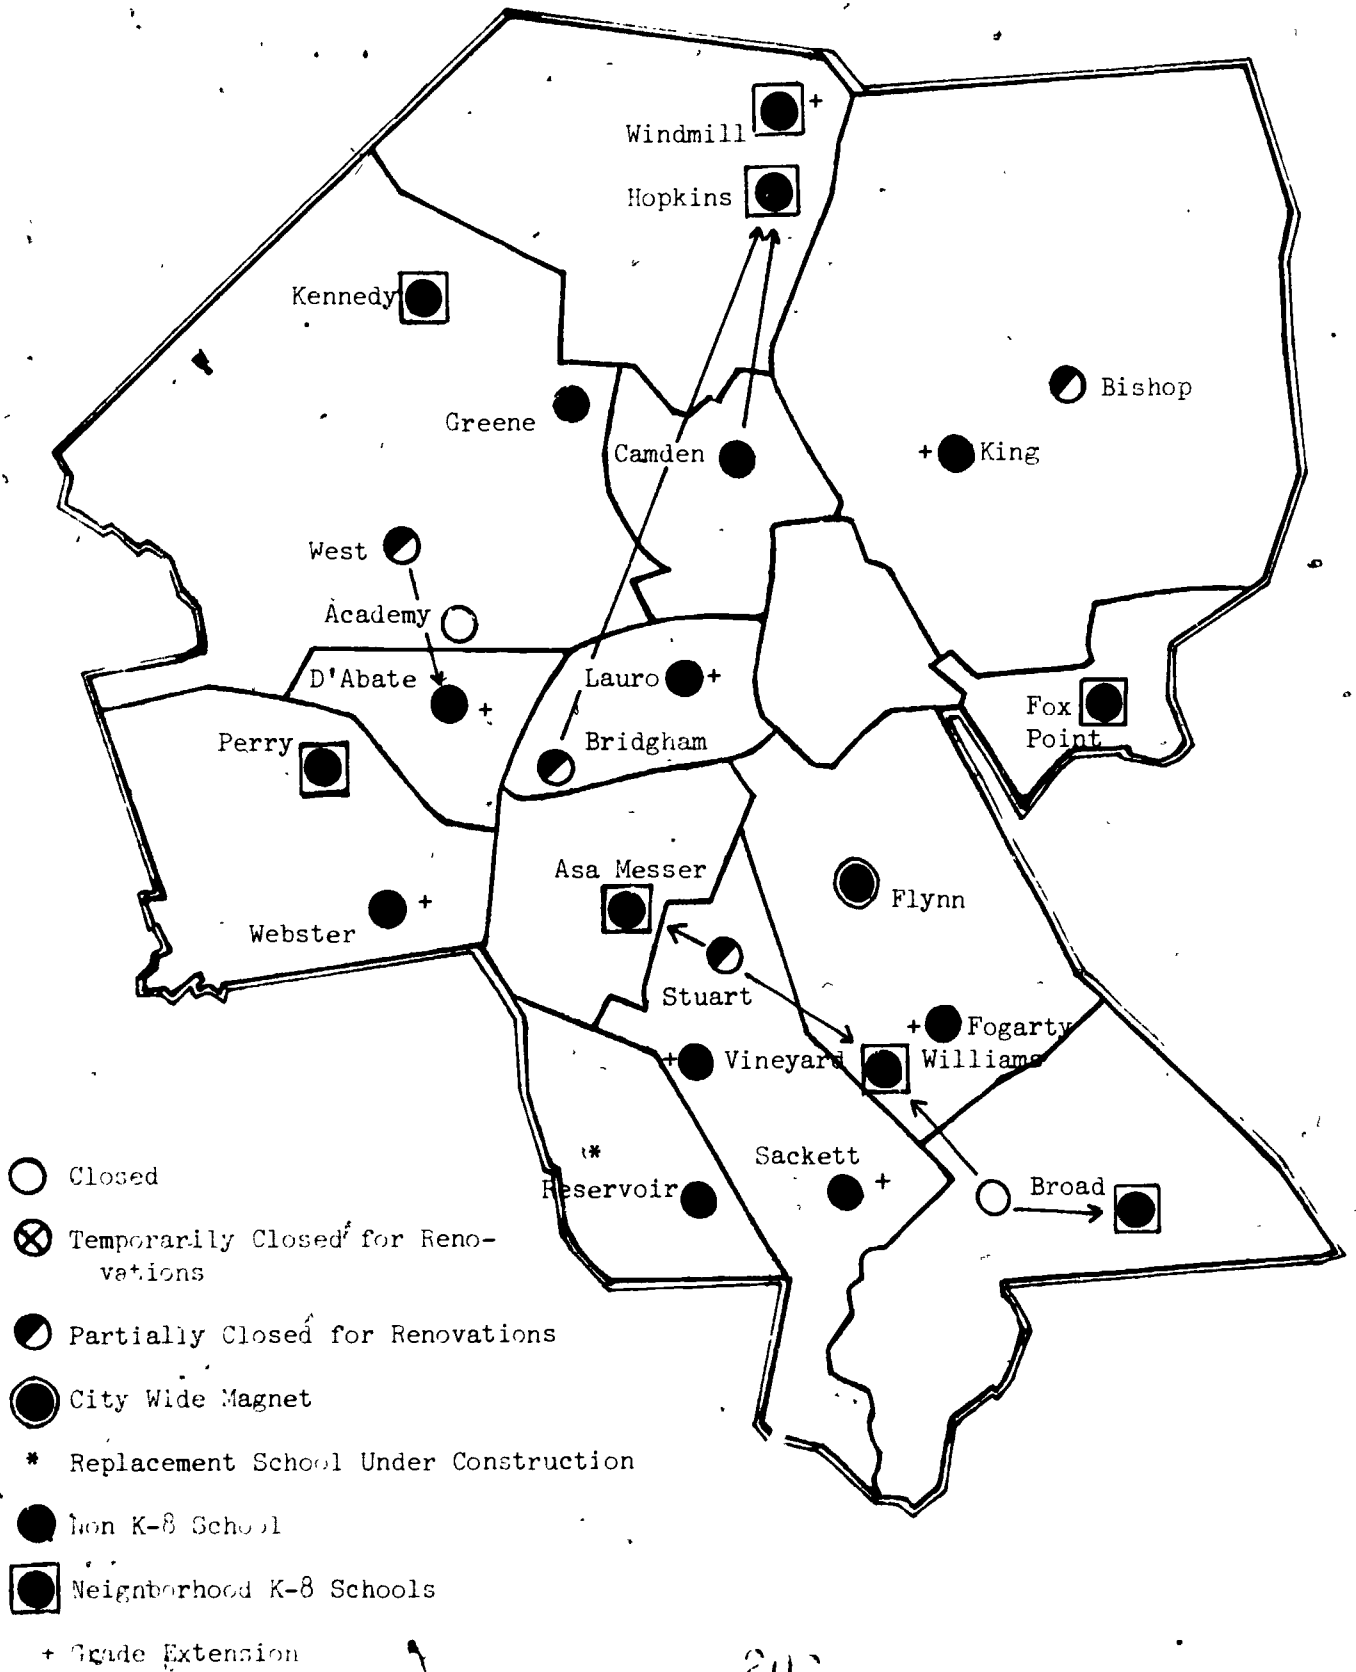 +
Windmill
Hopkins
Kennedy
Bishop
Greene
Camden
+ King
West
Academy
D'Abate
+
Lauro +
Fox
Point
Perry
Bridgham
Asa Messer
Flynn
+
Webster
Stuart
+ Fogarty
+ Vineyard
Williams
*
Sackett
+
Reservoir
Broad
Closed
Temporarily Closed for Reno-
vations
Partially Closed for Renovations
City Wide Magnet
* Replacement School Under Construction
Non K-8 School
Neignborhood K-8 Schools
+ Grade Extension